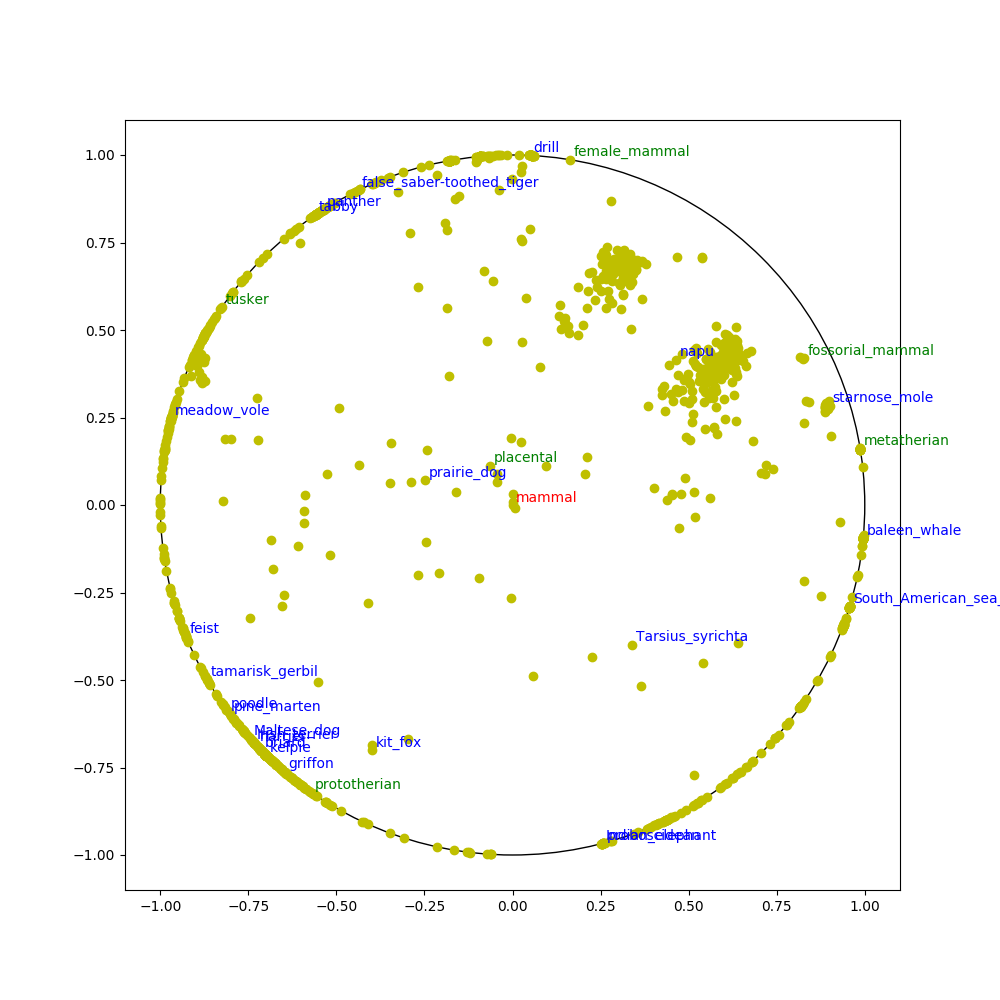 1.00
0.75
0.50
0.25
0.00
−0.25
−0.50
−0.75
−1.00
drill
female_mammal
false_saber-toothed_tiger
panther
tabby
tusker
napu
fossorial_mammal
starnose_mole
meadow_vole
metatherian
placental
prairie_dog
mammal
baleen_whale
South_American_sea_
feist
Tarsius_syrichta
tamarisk_gerbil
poodle
pine_marten
Maltese_dog
briard
kelpie
kit_fox
griffon
prototherian
−1.00 −0.75 −0.50 −0.25 0.00 0.25 0.50 0.75 1.00